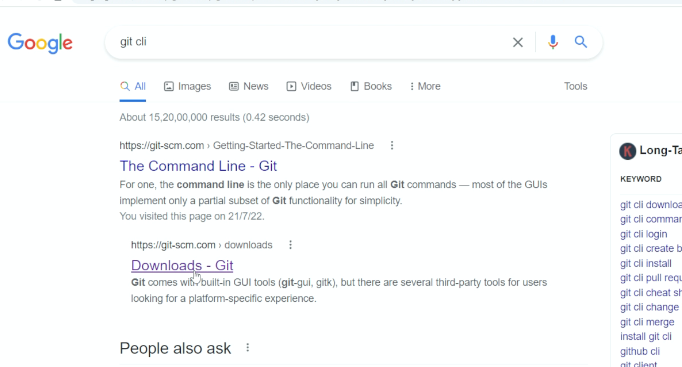 Google
git cli
All Images News Videos Books More Tools
About 15,20,00,000 results (0.42 seconds)
https://git-scm.com › Getting-Started-The-Command-Line
The Command Line - Git
For one, the command line is the only place you can run all Git commands — most of the GUIs
implement only a partial subset of Git functionality for simplicity.
You visited this page on 21/7/22.
https://git-scm.com › downloads
Downloads - Git
Git comes with built-in GUI tools (git-gui, gitk), but there are several third-party tools for users
looking for a platform-specific experience.
People also ask
K Long-Ta
KEYWORD
git cli downloa
git cli comman
git cli login
git cli create b
git cli install
git cli pull requ
git cli cheat sh
git cli change
git cli merge
install git cli
github cli
git client